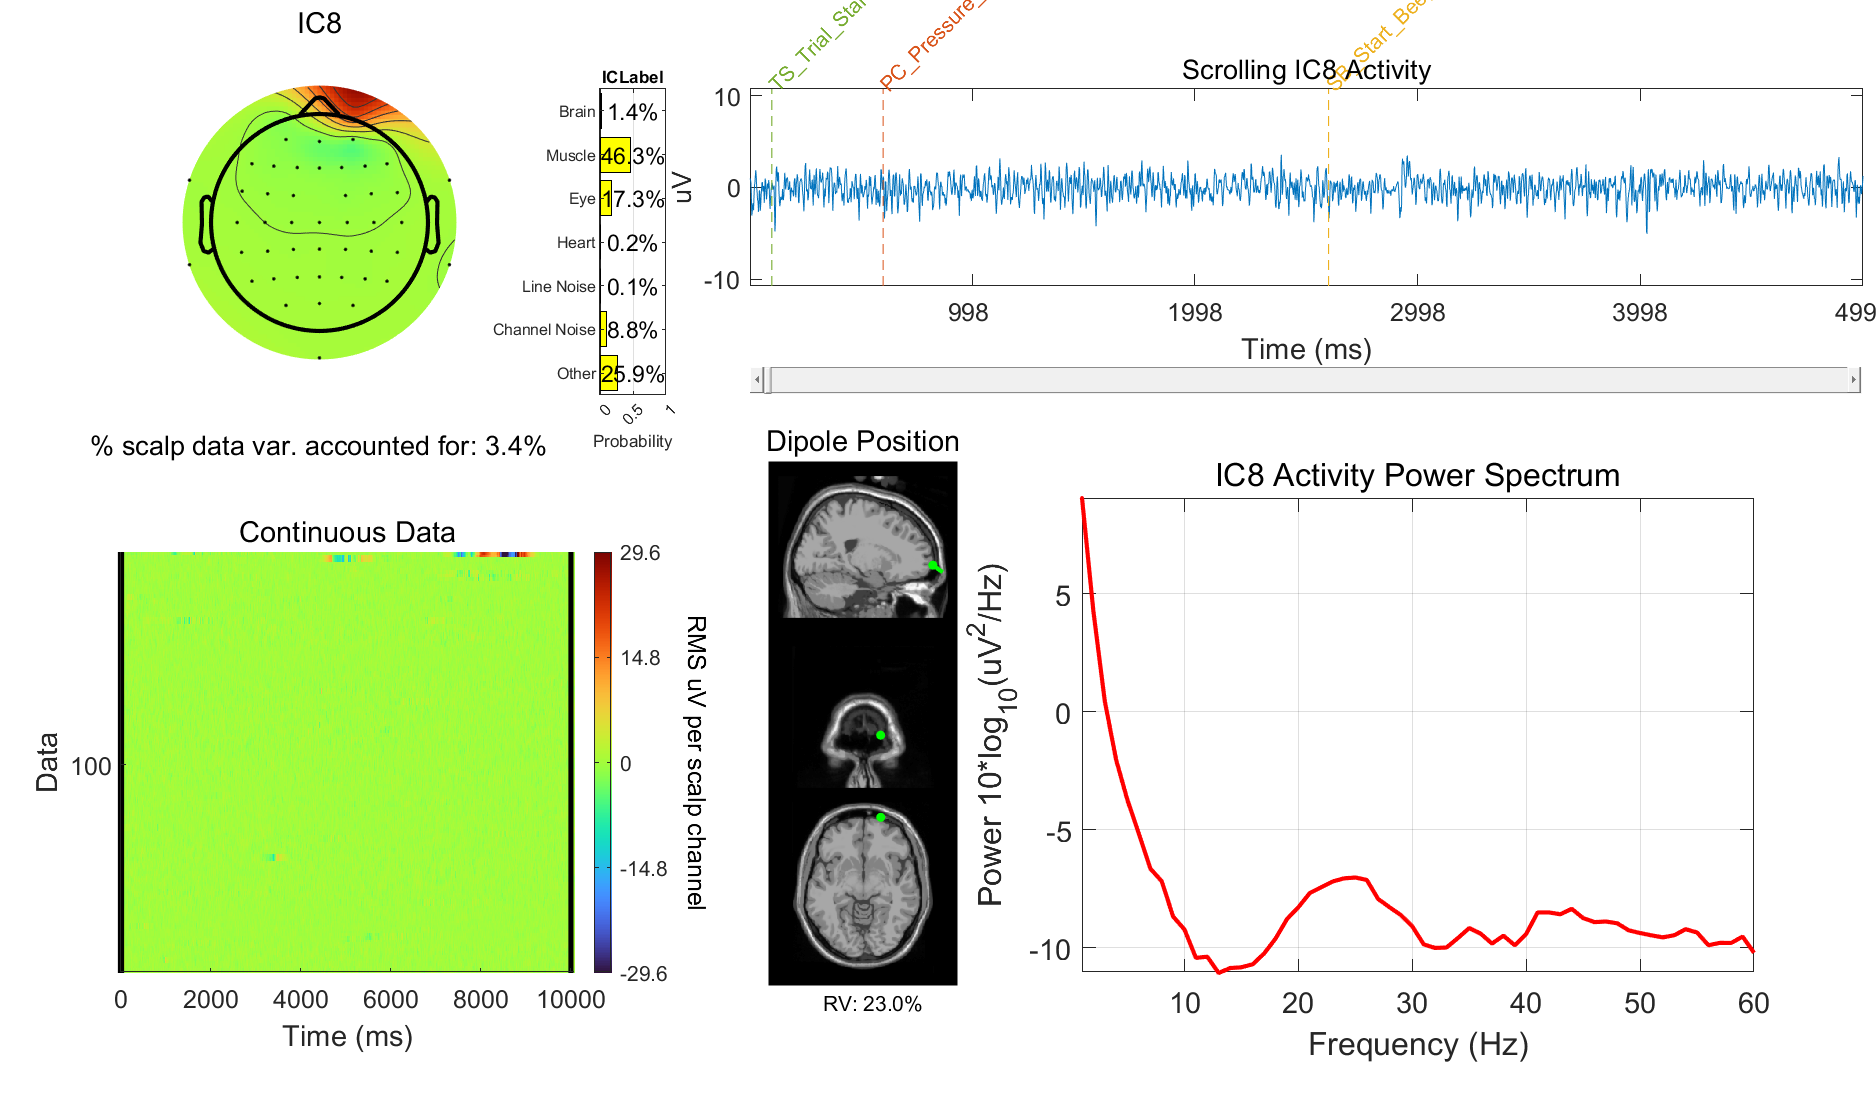 IC8
ICLabel
Brain
1.4%
Muscle
46.3%
Eye
17.3%
Heart
0.2%
Line Noise
0.1%
Channel Noise
8.8%
Other
25.9%
0
0.5
1
Probability
% scalp data var. accounted for: 3.4%
TS_Trial_Star
PC_Pressure_
SB_Start_Bee
Scrolling IC8 Activity
uV
10
0
-10
998
1998
2998
3998
499
Time (ms)
Continuous Data
Data
100
0
2000
4000
6000
8000
10000
Time (ms)
29.6
14.8
0
-14.8
-29.6
RMS uV per scalp channel
Dipole Position
RV: 23.0%
IC8 Activity Power Spectrum
Power 10*log10(uV2/Hz)
5
0
-5
-10
10
20
30
40
50
60
Frequency (Hz)